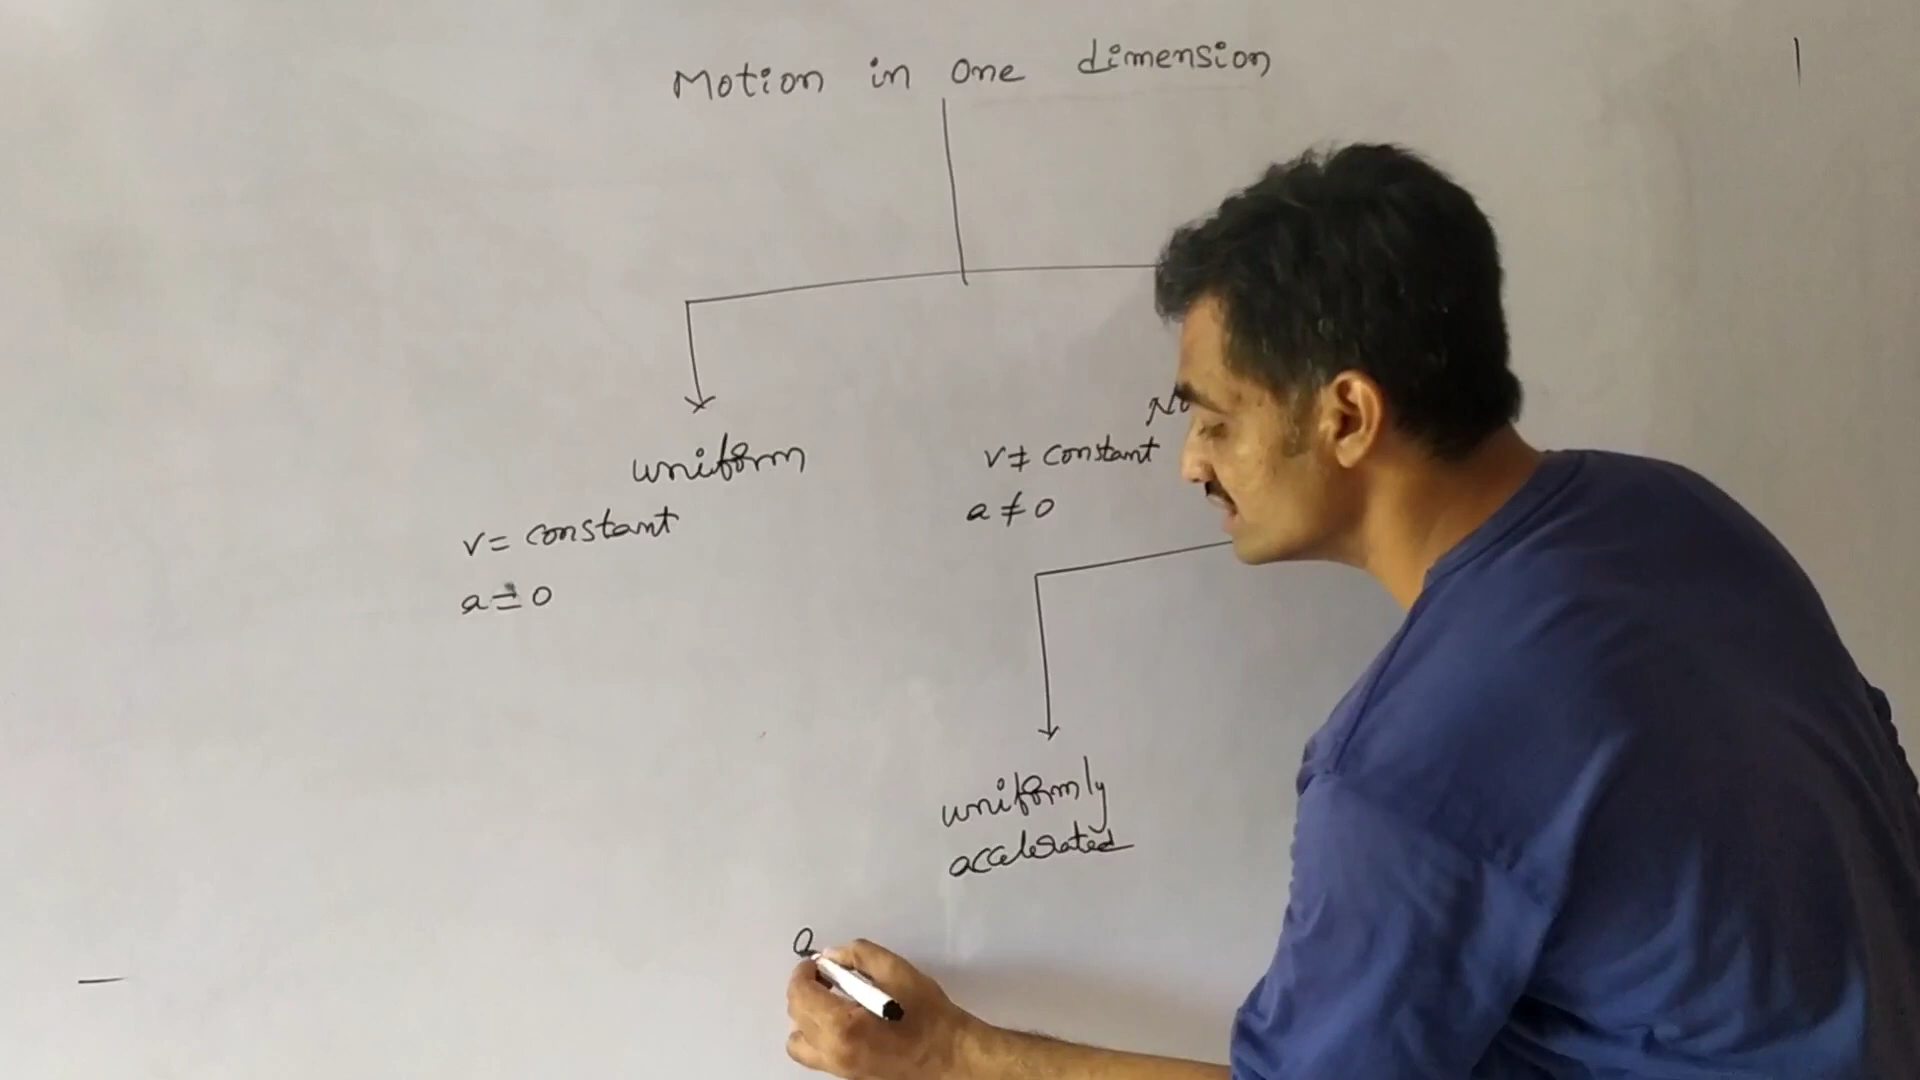 Motion in one dimension
uniform
v = constant
a = 0
v ≠ constant
a ≠ 0
uniformly
accelerated
a